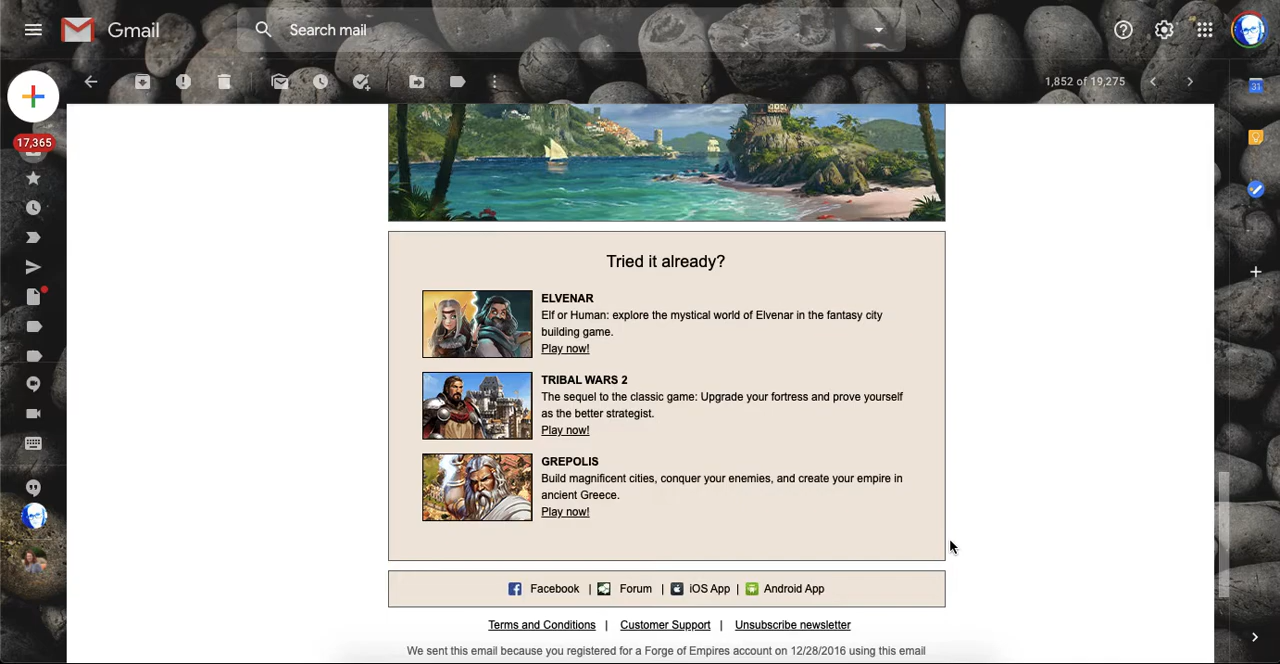 Gmail
Search mail
1,852 of 19,275
31
17,365
Tried it already?
ELVENAR
Elf or Human: explore the mystical world of Elvenar in the fantasy city
building game.
Play now!
TRIBAL WARS 2
The sequel to the classic game: Upgrade your fortress and prove yourself
as the better strategist.
Play now!
GREPOLIS
Build magnificent cities, conquer your enemies, and create your empire in
ancient Greece.
Play now!
Facebook | Forum | iOS App | Android App
Terms and Conditions | Customer Support | Unsubscribe newsletter
We sent this email because you registered for a Forge of Empires account on 12/28/2016 using this email